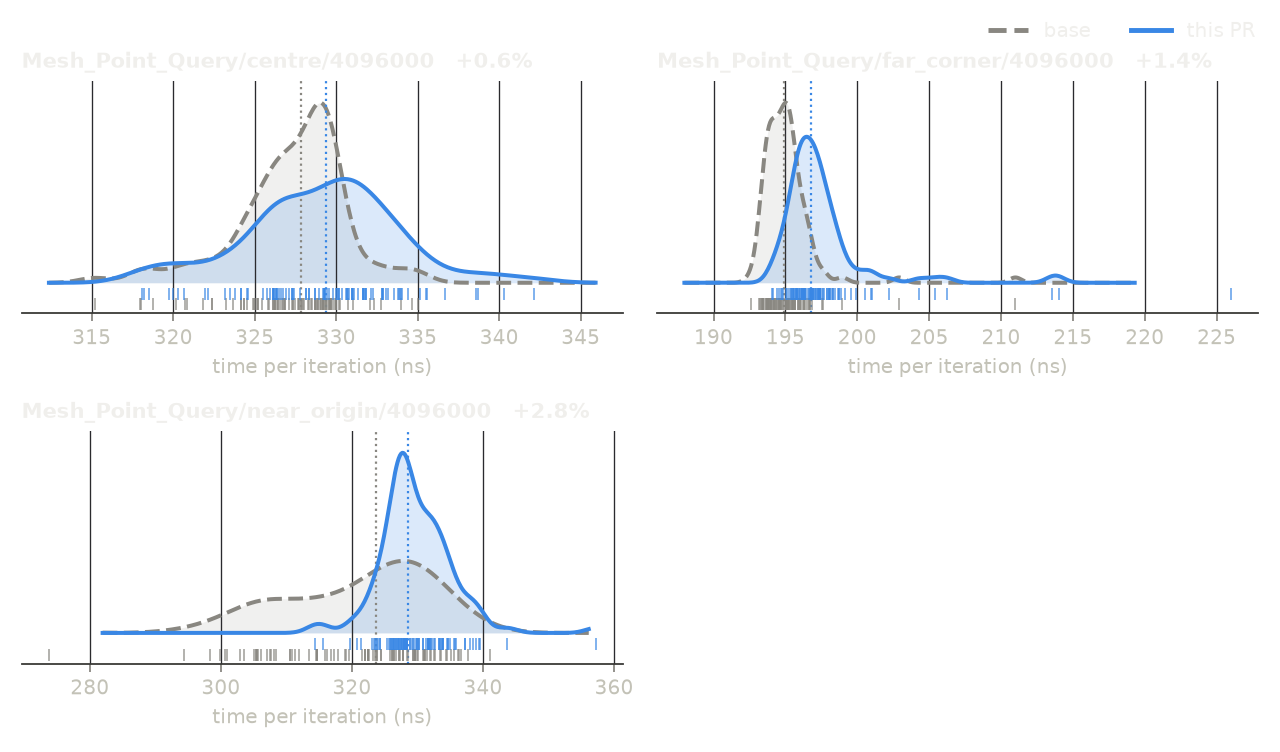 base this PR
Mesh_Point_Query/centre/4096000 +0.6%
Mesh_Point_Query/far_corner/4096000 +1.4%
315 320 325 330 335 340 345
time per iteration (ns)
190 195 200 205 210 215 220 225
time per iteration (ns)
Mesh_Point_Query/near_origin/4096000 +2.8%
280 300 320 340 360
time per iteration (ns)